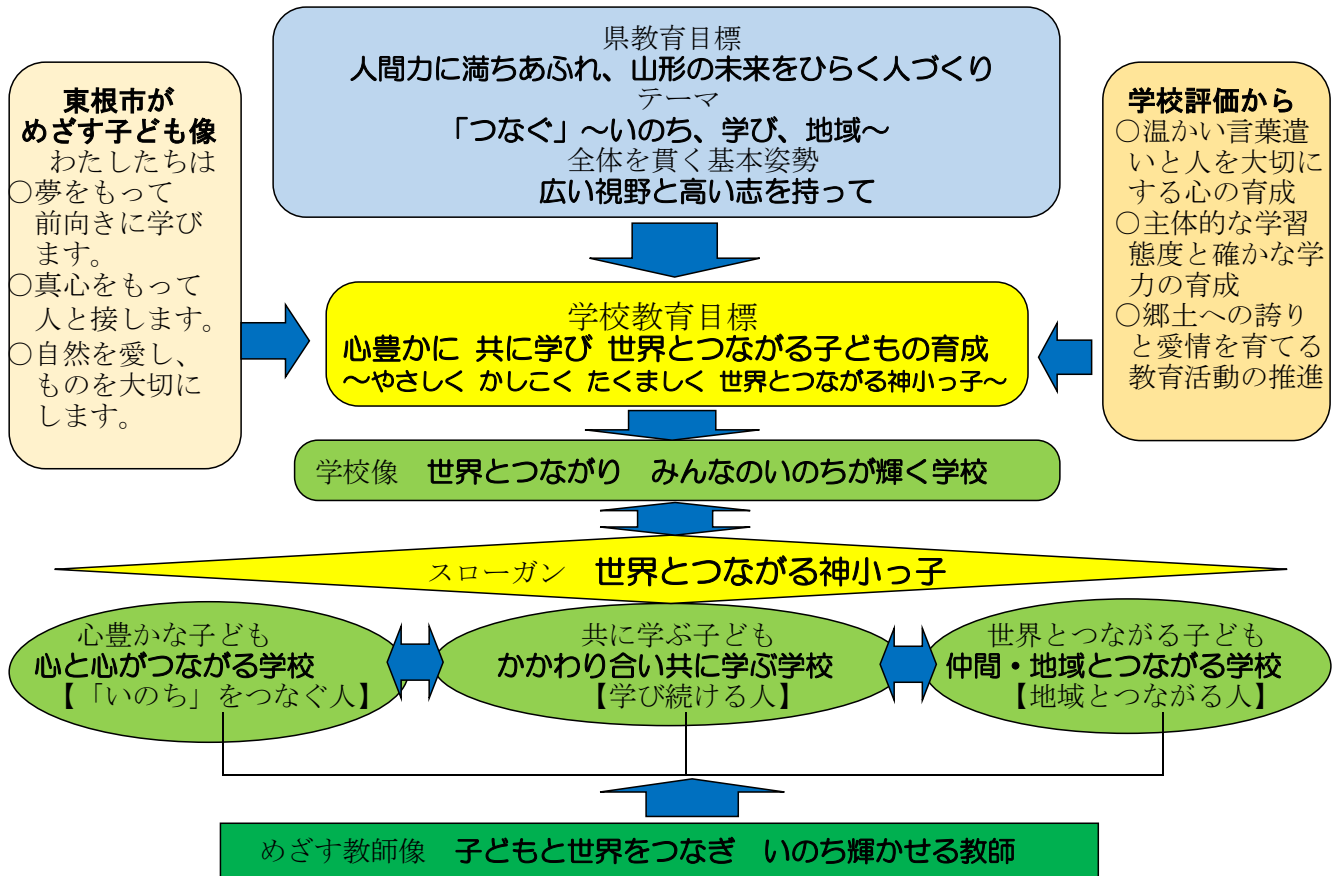 県教育目標
人間力に満ちあふれ、山形の未来をひらく人づくり
テーマ
「つなぐ」～いのち、学び、地域～
全体を貫く基本姿勢
広い視野と高い志を持って
東根市が
めざす子ども像
わたしたちは
○夢をもって
前向きに学び
ます。
○真心をもって
人と接します。
○自然を愛し、
ものを大切に
します。
学校評価から
○温かい言葉遣
いと人を大切に
する心の育成
○主体的な学習
態度と確かな学
力の育成
○郷土への誇り
と愛情を育てる
教育活動の推進
学校教育目標
心豊かに 共に学び 世界とつながる子どもの育成
～やさしく かしこく たくましく 世界とつながる神小っ子～
学校像 世界とつながり みんなのいのちが輝く学校
スローガン 世界とつながる神小っ子
心豊かな子ども
心と心がつながる学校
【「いのち」をつなぐ人】
共に学ぶ子ども
かかわり合い共に学ぶ学校
【学び続ける人】
世界とつながる子ども
仲間・地域とつながる学校
【地域とつながる人】
めざす教師像 子どもと世界をつなぎ いのち輝かせる教師